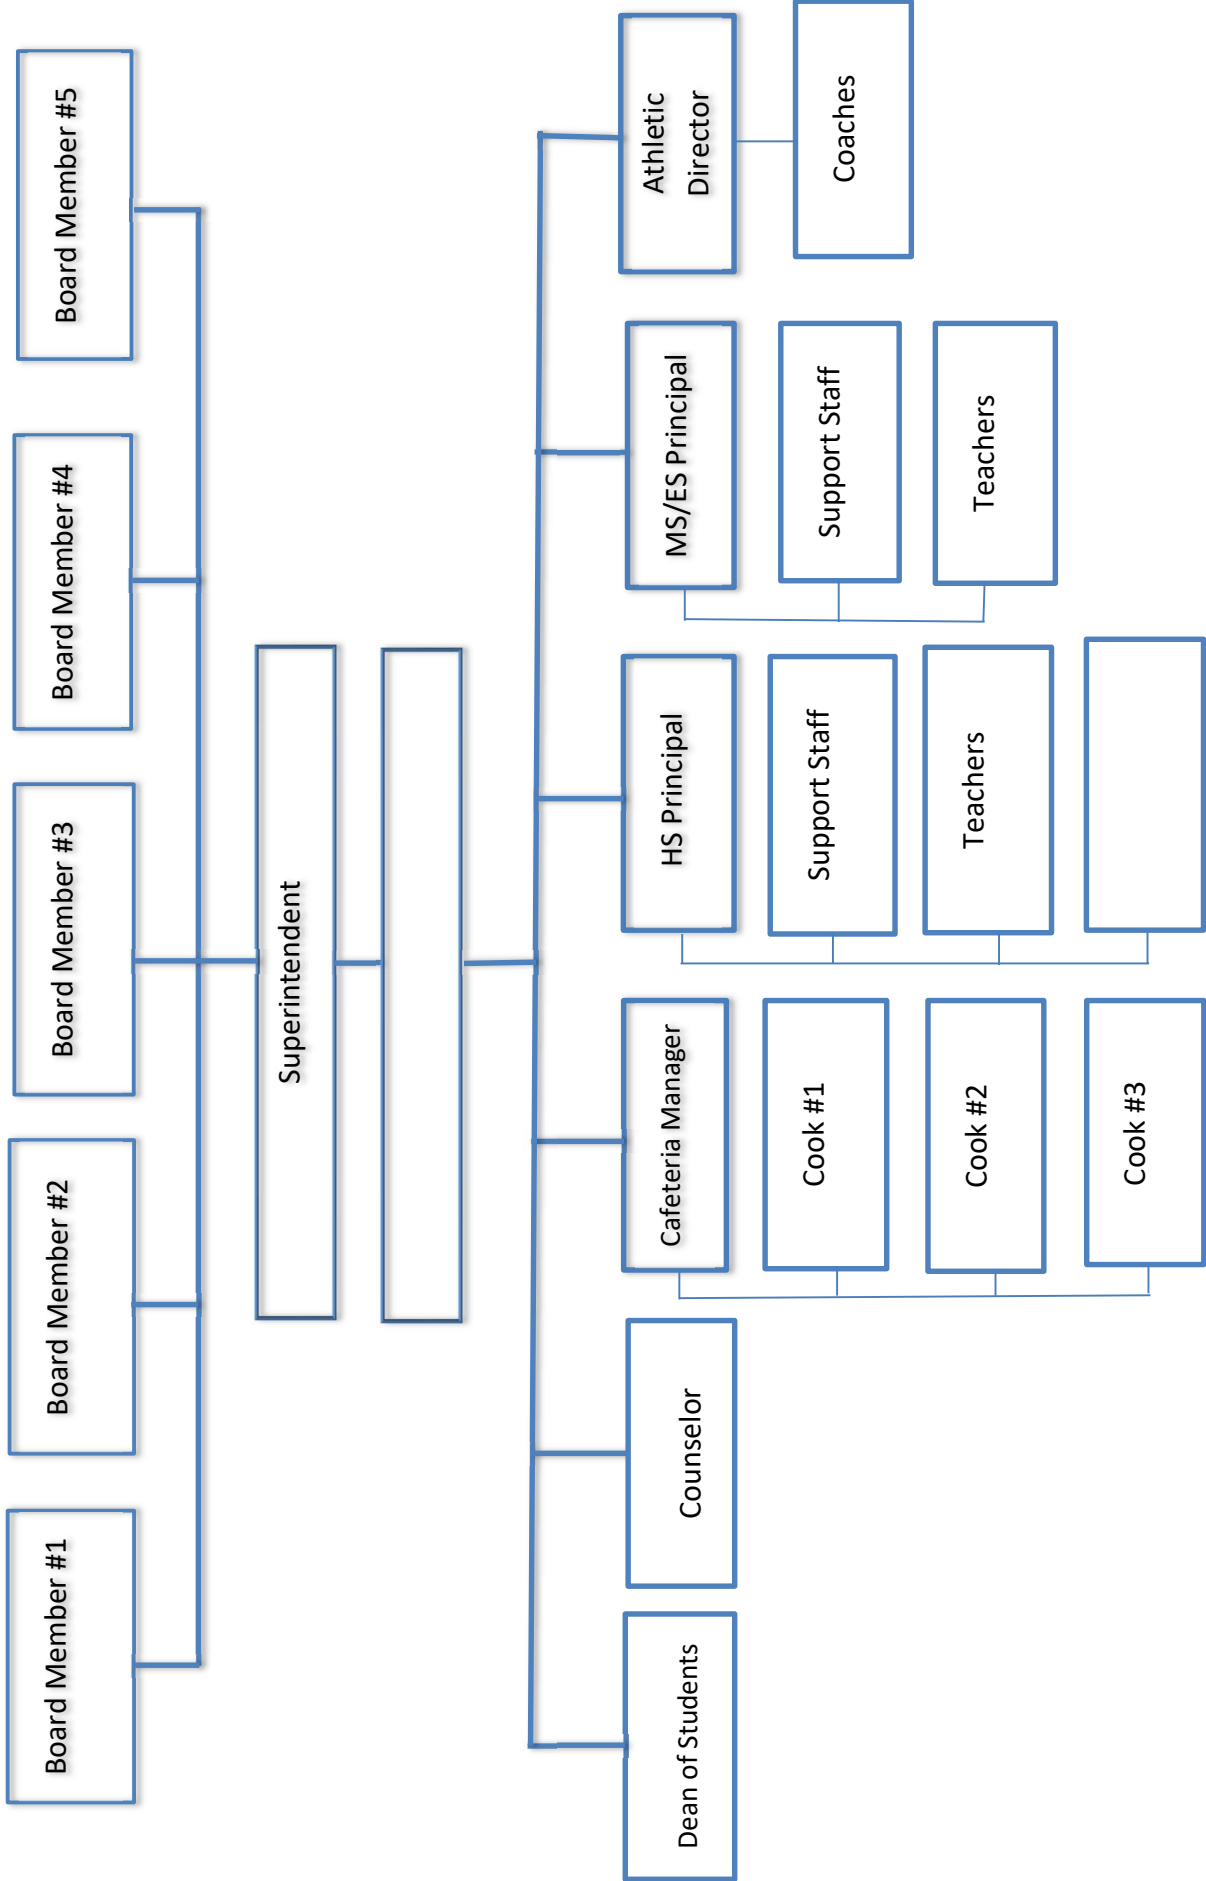 Board Member #1
Board Member #2
Board Member #3
Board Member #4
Board Member #5
Superintendent
Dean of Students
Counselor
Cafeteria Manager
HS Principal
MS/ES Principal
Athletic
Director
Cook #1
Support Staff
Support Staff
Coaches
Cook #2
Teachers
Teachers
Cook #3